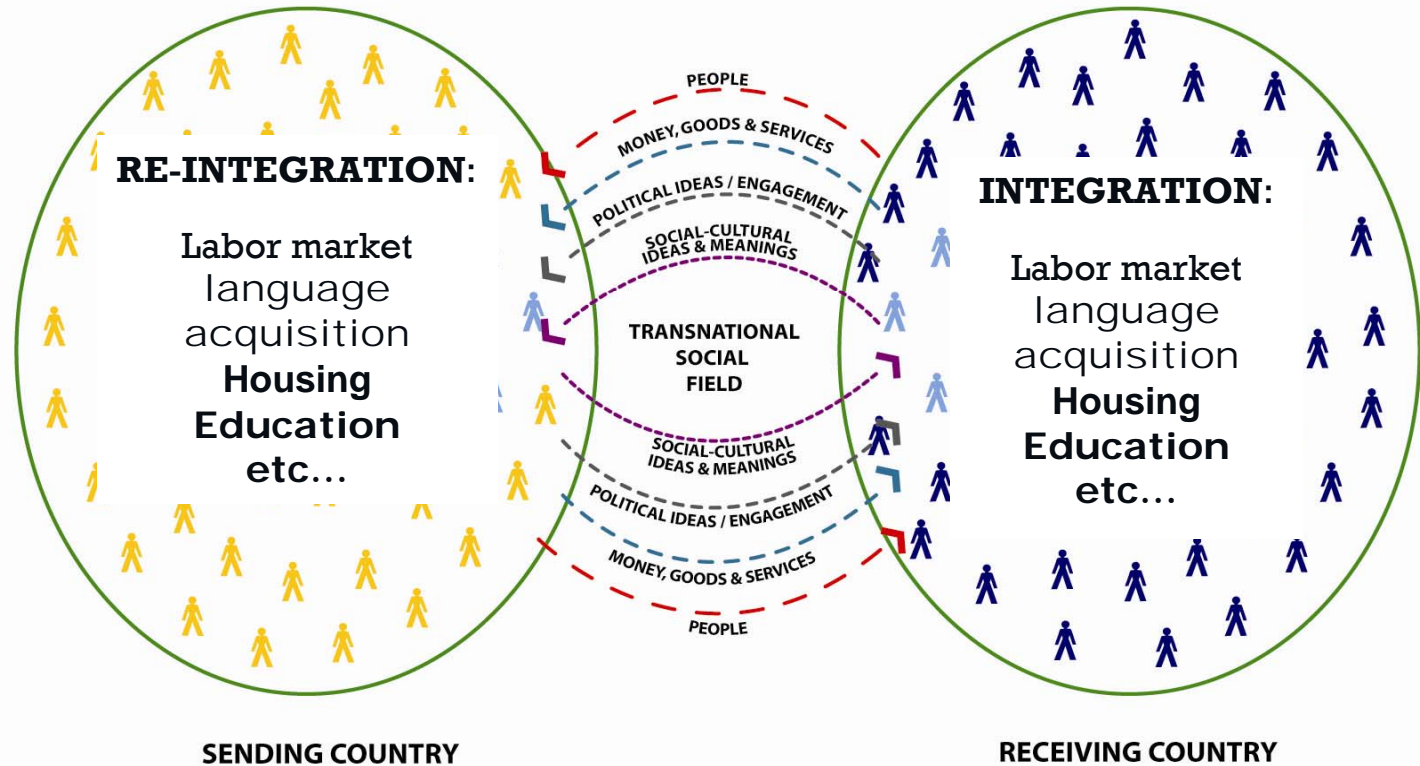 PEOPLE
MONEY, GOODS & SERVICES
POLITICAL IDEAS / ENGAGEMENT
SOCIAL-CULTURAL
IDEAS & MEANINGS
RE-INTEGRATION:
Labor market
language
acquisition
Housing
Education
etc...
TRANSNATIONAL
SOCIAL
FIELD
INTEGRATION:
Labor market
language
acquisition
Housing
Education
etc...
SOCIAL-CULTURAL
IDEAS & MEANINGS
POLITICAL IDEAS / ENGAGEMENT
MONEY, GOODS & SERVICES
PEOPLE
SENDING COUNTRY
RECEIVING COUNTRY